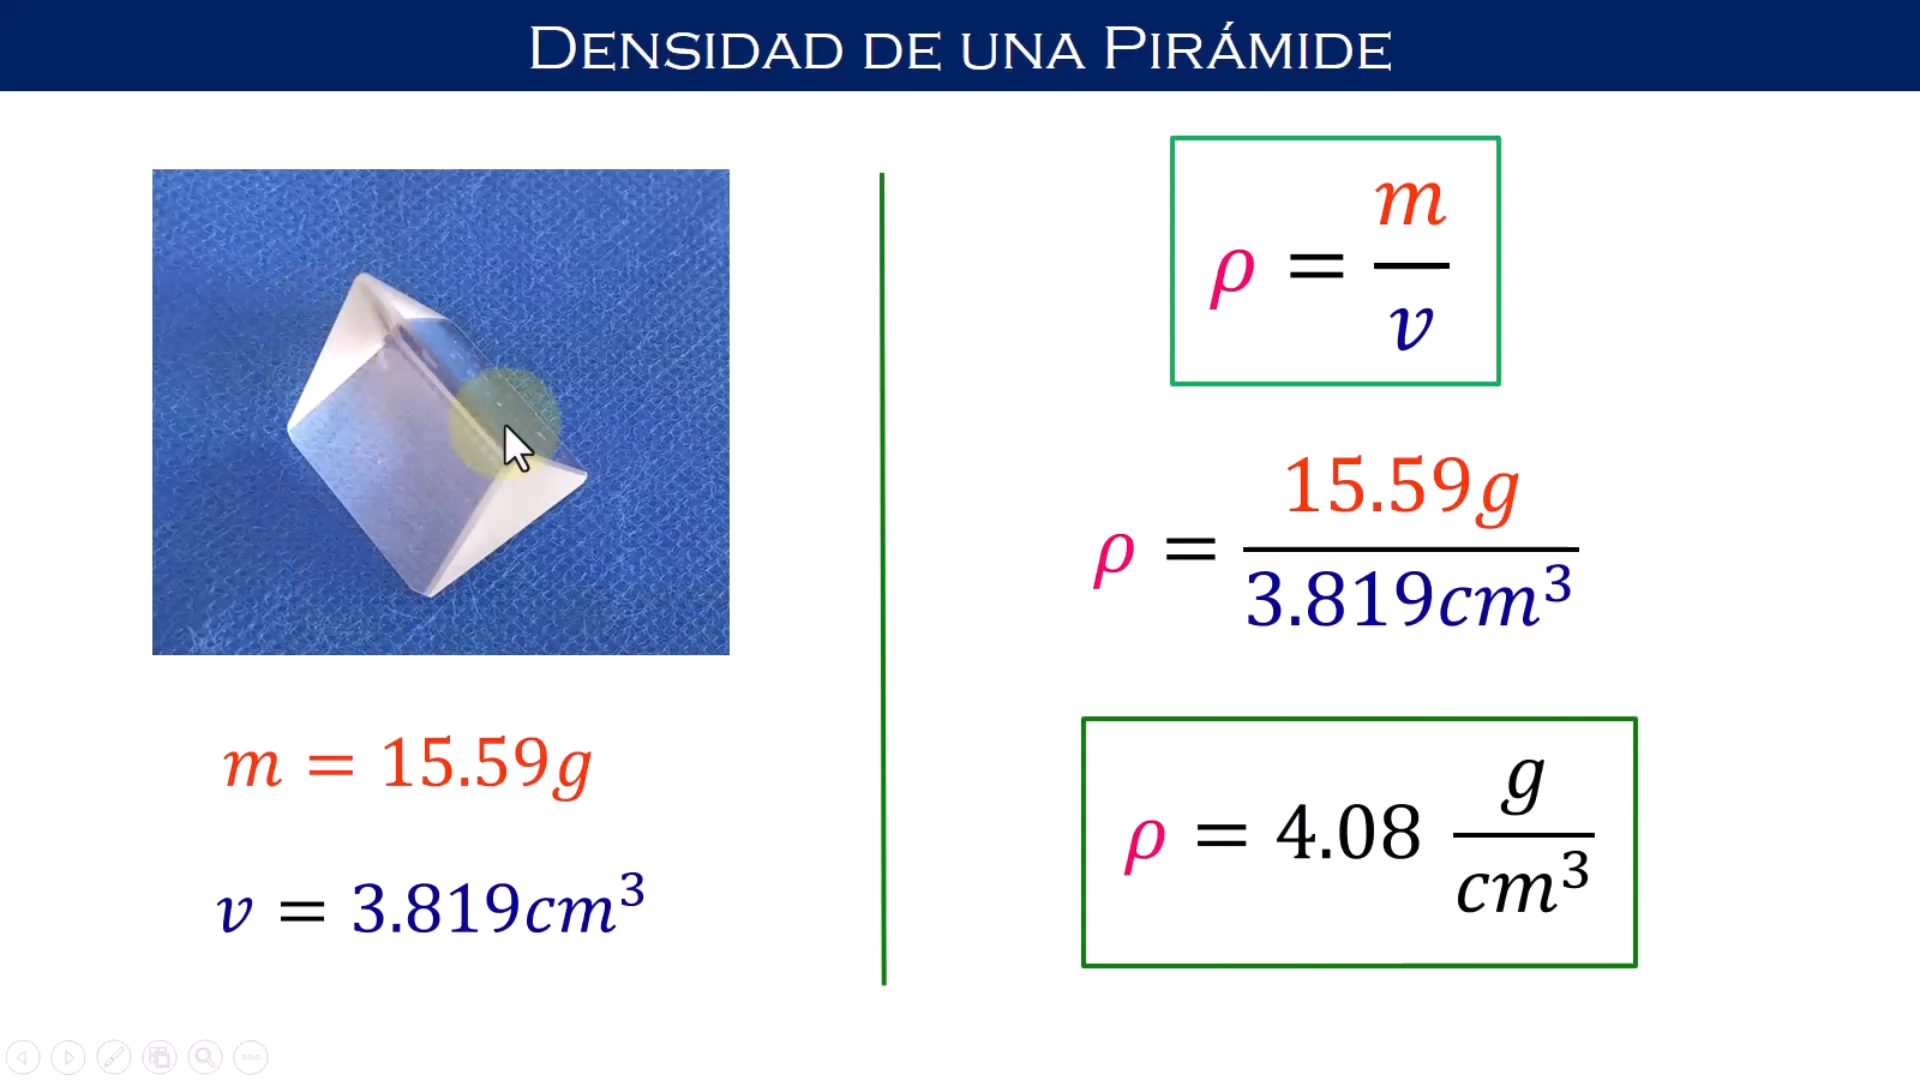 DENSIDAD DE UNA PIRÁMIDE
m = 15.59g
v = 3.819cm³
ρ = m/v
ρ = 15.59g/3.819cm³
ρ = 4.08 g/cm³